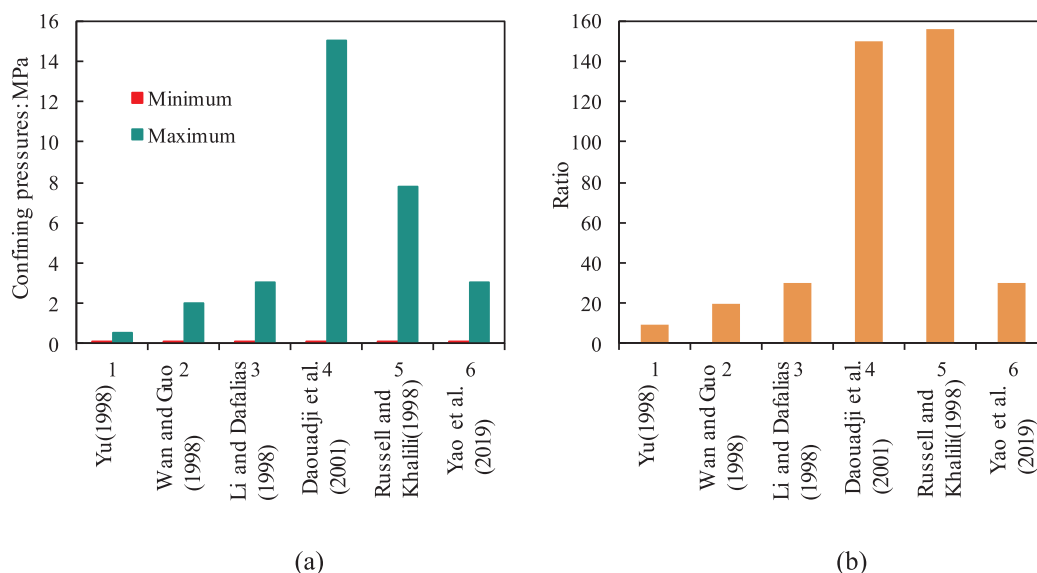 16
14
12
10
8
6
4
2
0
Confining pressures:MPa
Minimum
Maximum
1
2
3
4
5
6
Yu(1998)
Wan and Guo
(1998)
Li and Dafalias
(1998)
Daouadji et al.
(2001)
Russell and
Khalili(1998)
Yao et al.
(2019)
(a)
160
140
120
100
80
60
40
20
0
Ratio
1
2
3
4
5
6
Yu(1998)
Wan and Guo
(1998)
Li and Dafalias
(1998)
Daouadji et al.
(2001)
Russell and
Khalili(1998)
Yao et al.
(2019)
(b)